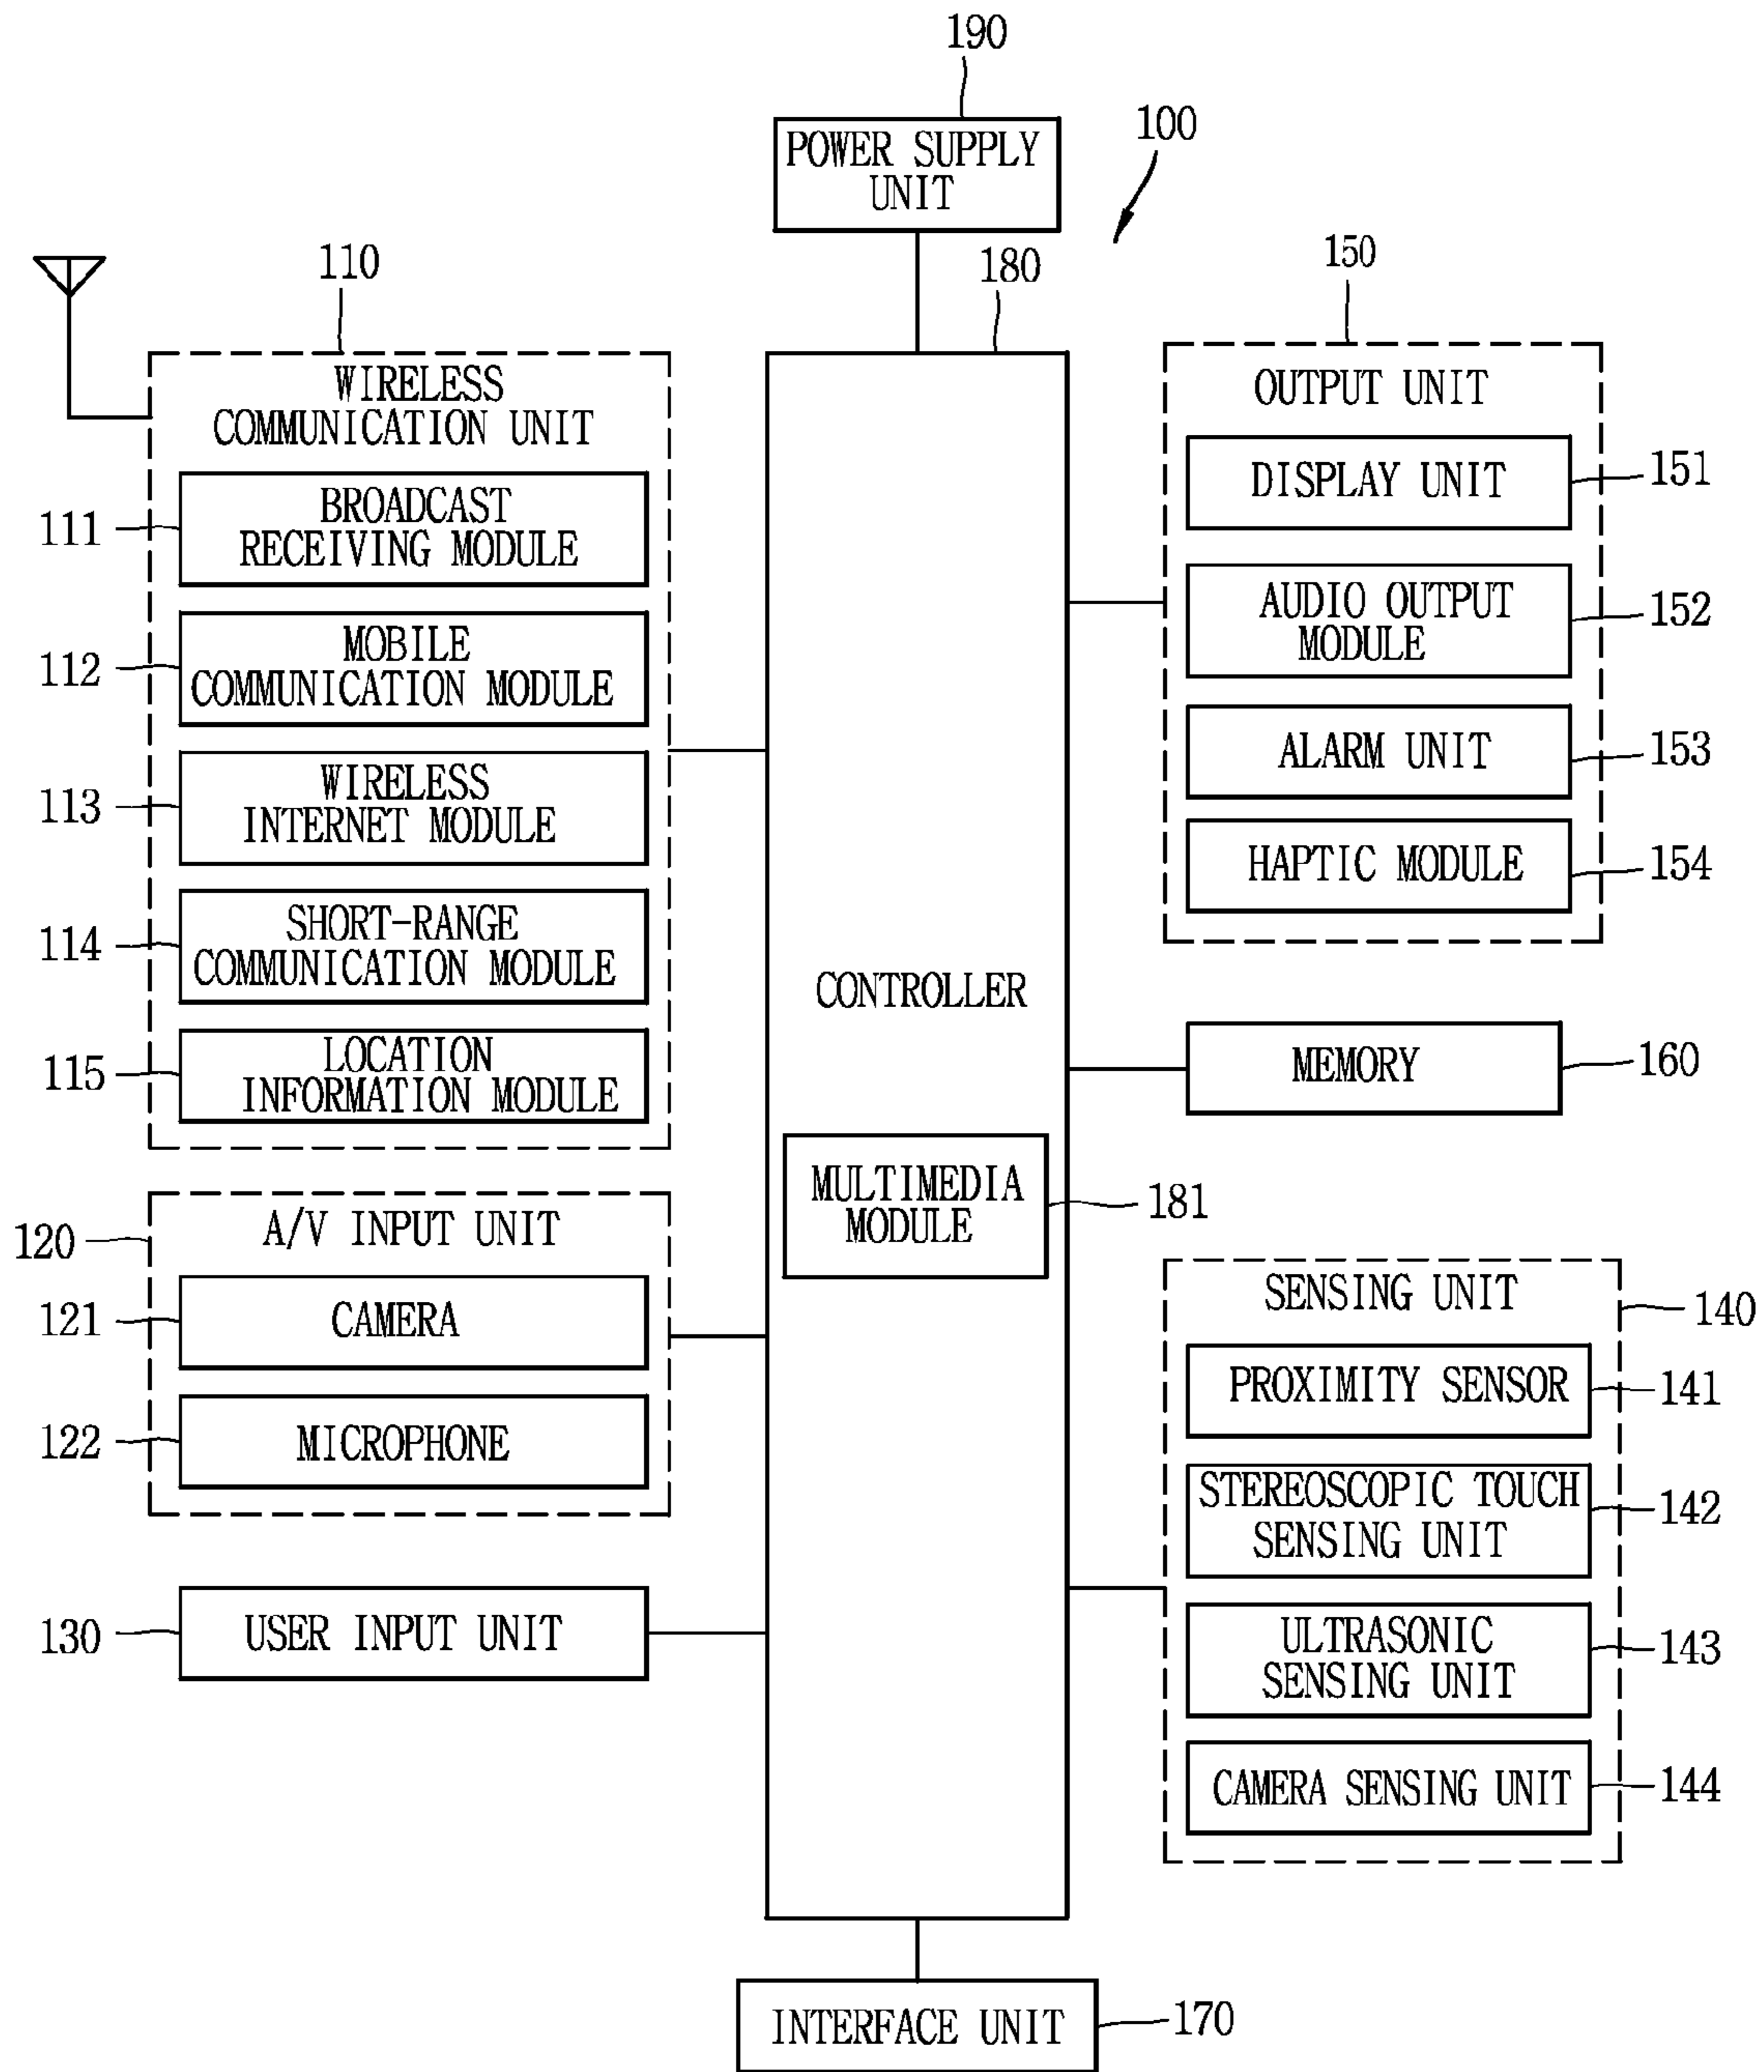 190
POWER SUPPLY
UNIT
100
110
180
150
WIRELESS
COMMUNICATION UNIT
111
BROADCAST
RECEIVING MODULE
112
MOBILE
COMMUNICATION MODULE
113
WIRELESS
INTERNET MODULE
114
SHORT-RANGE
COMMUNICATION MODULE
115
LOCATION
INFORMATION MODULE
120
A/V INPUT UNIT
121
CAMERA
122
MICROPHONE
130
USER INPUT UNIT
CONTROLLER
MULTIMEDIA
MODULE
181
OUTPUT UNIT
DISPLAY UNIT
151
AUDIO OUTPUT
MODULE
152
ALARM UNIT
153
HAPTIC MODULE
154
MEMORY
160
SENSING UNIT
140
PROXIMITY SENSOR
141
STEREOSCOPIC TOUCH
SENSING UNIT
142
ULTRASONIC
SENSING UNIT
143
CAMERA SENSING UNIT
144
INTERFACE UNIT
170